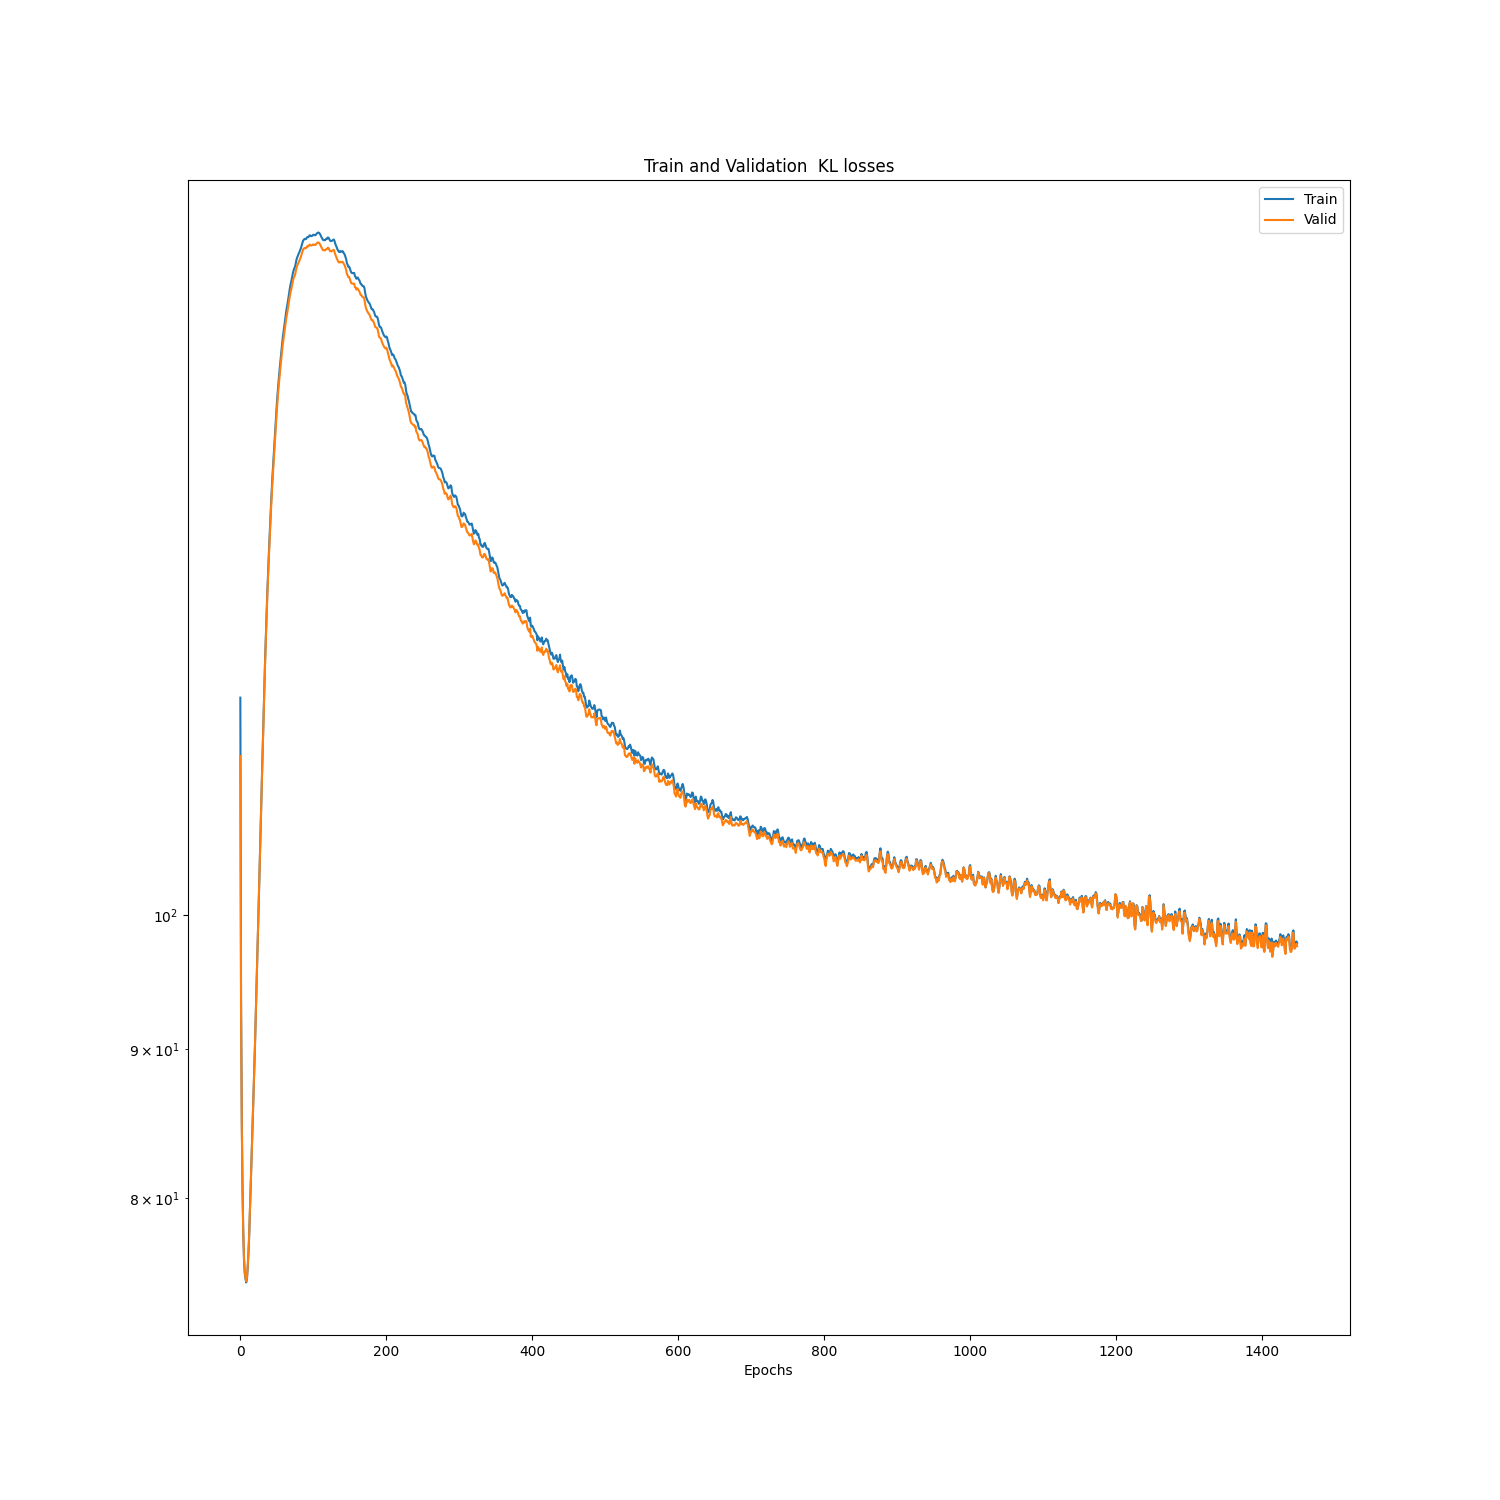 Train and Validation  KL losses
Train
Valid
10²
9 × 10¹
8 × 10¹
0 200 400 600 800 1000 1200 1400
Epochs